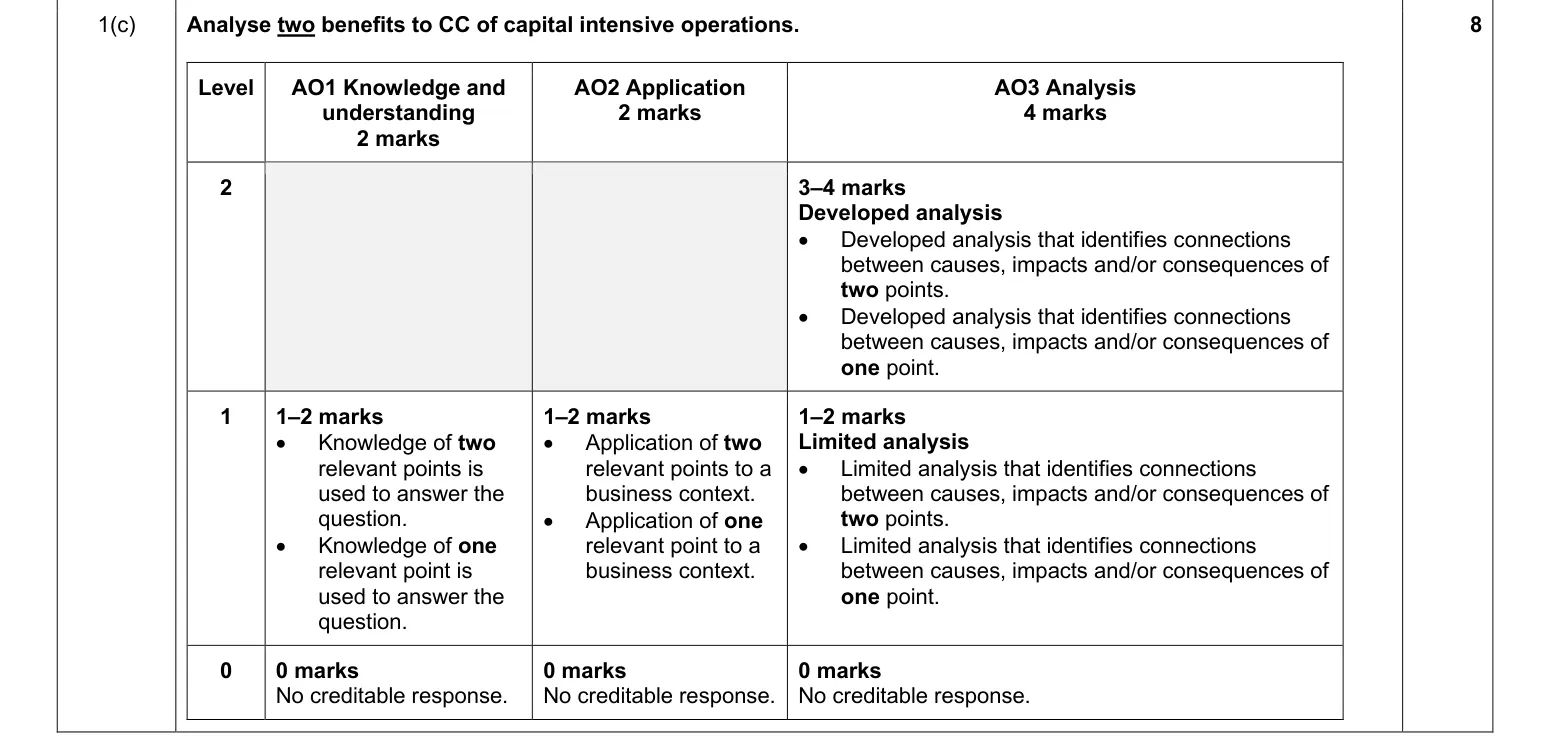 1(c)
Analyse two benefits to CC of capital intensive operations.
8
Level
AO1 Knowledge and
understanding
2 marks
AO2 Application
2 marks
AO3 Analysis
4 marks
2
3–4 marks
Developed analysis
• Developed analysis that identifies connections
between causes, impacts and/or consequences of
two points.
• Developed analysis that identifies connections
between causes, impacts and/or consequences of
one point.
1
1–2 marks
• Knowledge of two
relevant points is
used to answer the
question.
• Knowledge of one
relevant point is
used to answer the
question.
1–2 marks
• Application of two
relevant points to a
business context.
• Application of one
relevant point to a
business context.
1–2 marks
Limited analysis
• Limited analysis that identifies connections
between causes, impacts and/or consequences of
two points.
• Limited analysis that identifies connections
between causes, impacts and/or consequences of
one point.
0
0 marks
No creditable response.
0 marks
No creditable response.
0 marks
No creditable response.